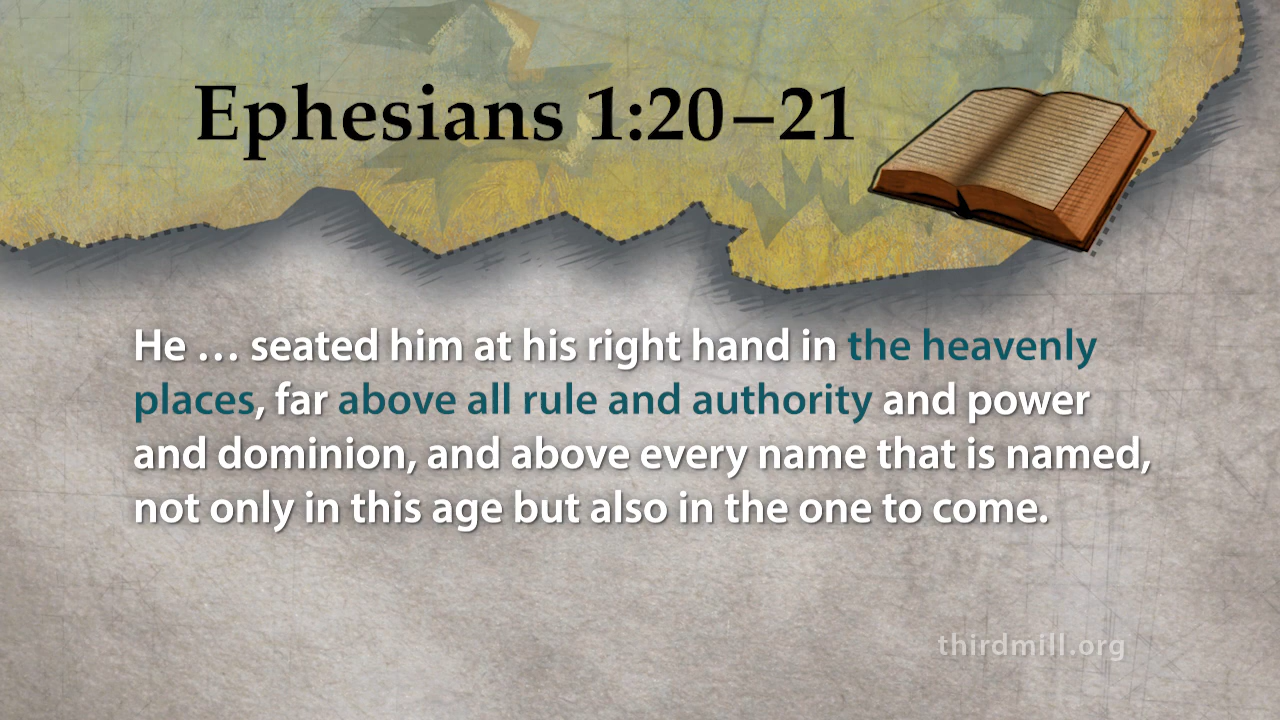 Ephesians 1:20–21
He … seated him at his right hand in the heavenly
places, far above all rule and authority and power
and dominion, and above every name that is named,
not only in this age but also in the one to come.
thirdmill.org